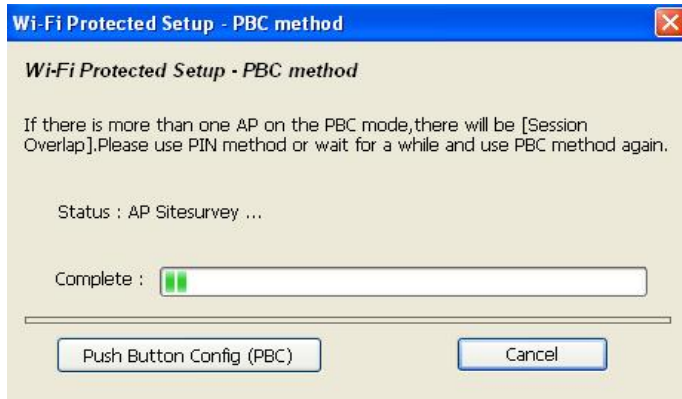 Wi-Fi Protected Setup - PBC method
Wi-Fi Protected Setup - PBC method
If there is more than one AP on the PBC mode,there will be [Session
Overlap].Please use PIN method or wait for a while and use PBC method again.
Status : AP Sitesurvey ...
Complete :
Push Button Config (PBC)
Cancel